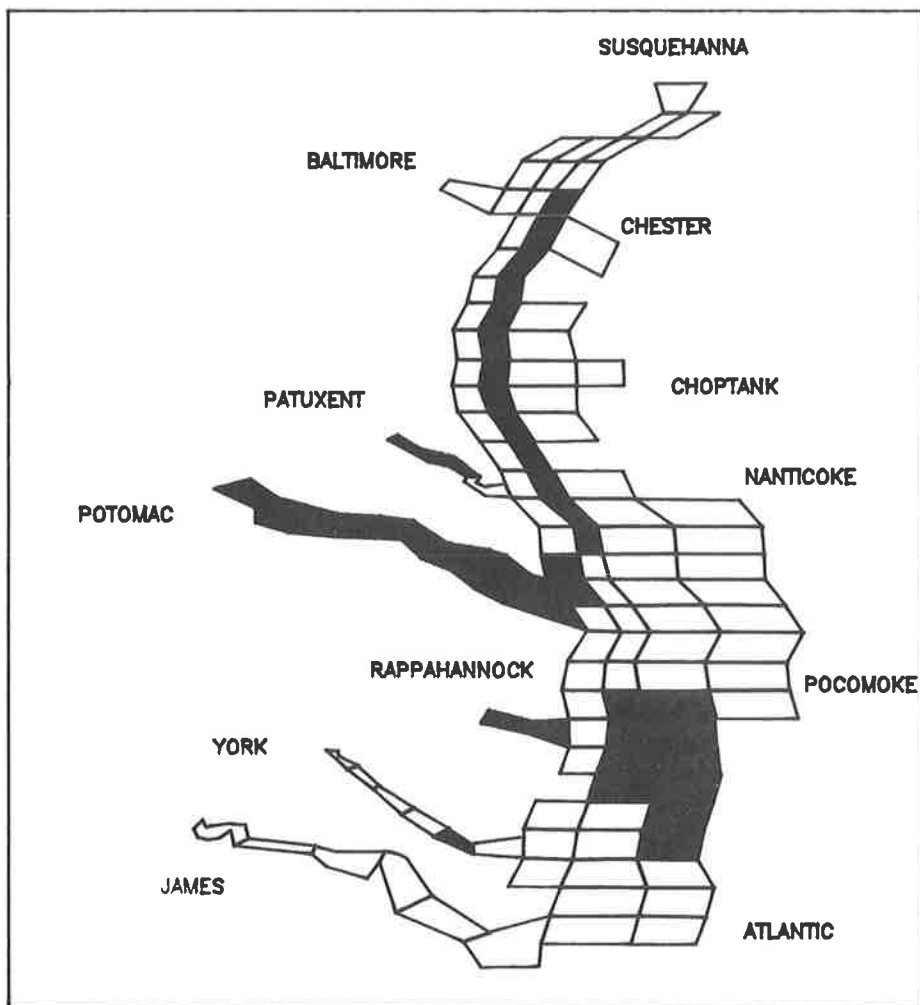 SUSQUEHANNA
BALTIMORE
CHESTER
PATUXENT
CHOPTANK
NANTICOKE
POTOMAC
RAPPAHANNOCK
POCOMOKE
YORK
JAMES
ATLANTIC